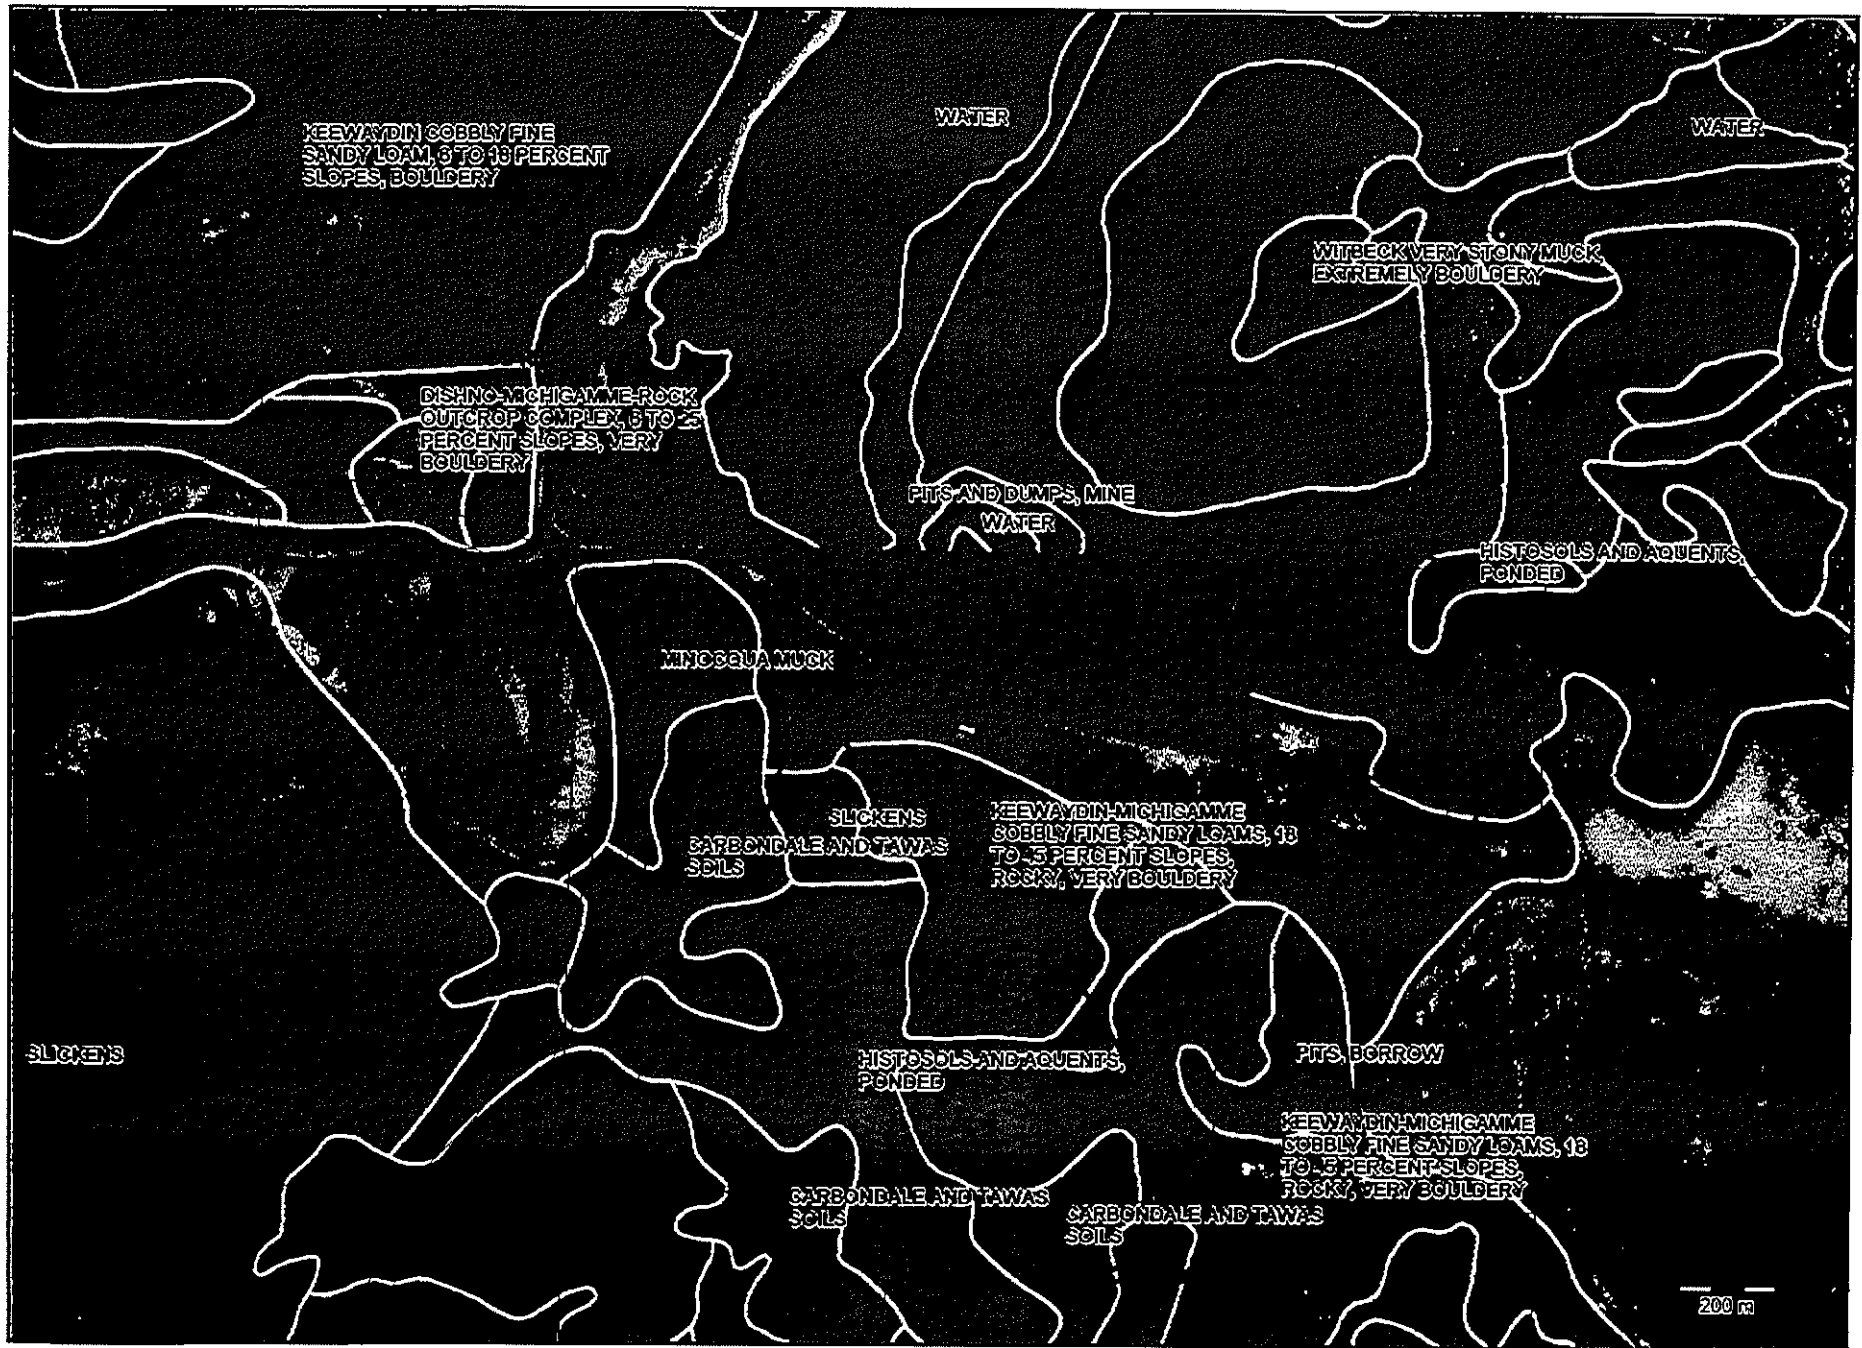 WATER
WATER
KEEWAYDIN COBBLY FINE
SANDY LOAM, 6 TO 18 PERCENT
SLOPES, BOULDERY
WITBECK VERY STONY MUCK,
EXTREMELY BOULDERY
DISHNO-MICHIGAMME-ROCK
OUTCROP COMPLEX, 6 TO 25
PERCENT SLOPES, VERY
BOULDERY
PITS AND DUMPS, MINE
WATER
HISTOSOLS AND AQUENTS,
PONDED
MINOCQUA MUCK
SLICKENS
KEEWAYDIN-MICHIGAMME
COBBLY FINE SANDY LOAMS, 18
TO 45 PERCENT SLOPES,
ROCKY, VERY BOULDERY
CARBONDALE AND TAWAS
SOILS
SLICKENS
HISTOSOLS AND AQUENTS,
PONDED
PITS, BORROW
KEEWAYDIN-MICHIGAMME
COBBLY FINE SANDY LOAMS, 18
TO 45 PERCENT SLOPES,
ROCKY, VERY BOULDERY
CARBONDALE AND TAWAS
SOILS
CARBONDALE AND TAWAS
SOILS
200 m